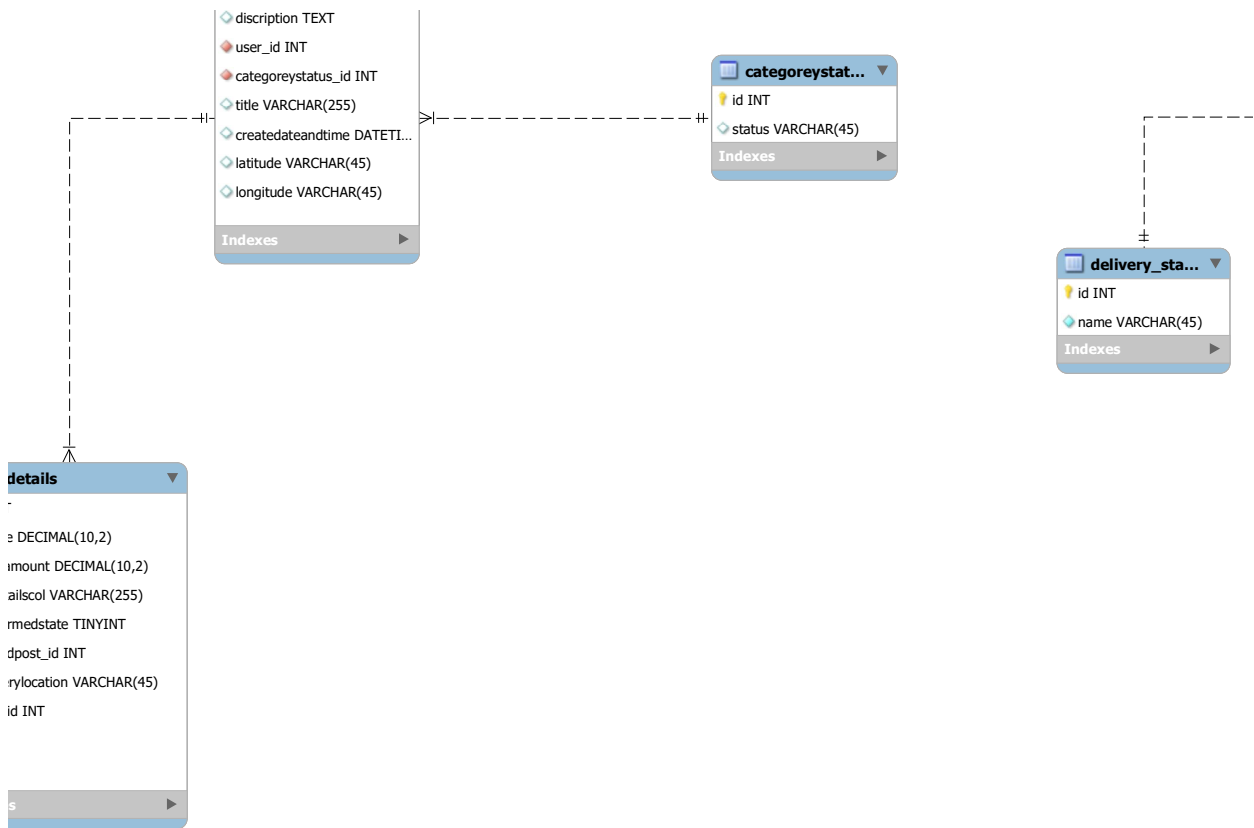 discription TEXT
user_id INT
categoreystatus_id INT
title VARCHAR(255)
createdateandtime DATETI...
latitude VARCHAR(45)
longitude VARCHAR(45)
Indexes
categoreystat...
id INT
status VARCHAR(45)
Indexes
delivery_sta...
id INT
name VARCHAR(45)
Indexes
details
e DECIMAL(10,2)
amount DECIMAL(10,2)
ailscol VARCHAR(255)
rmedstate TINYINT
dpost_id INT
rylocation VARCHAR(45)
id INT
s